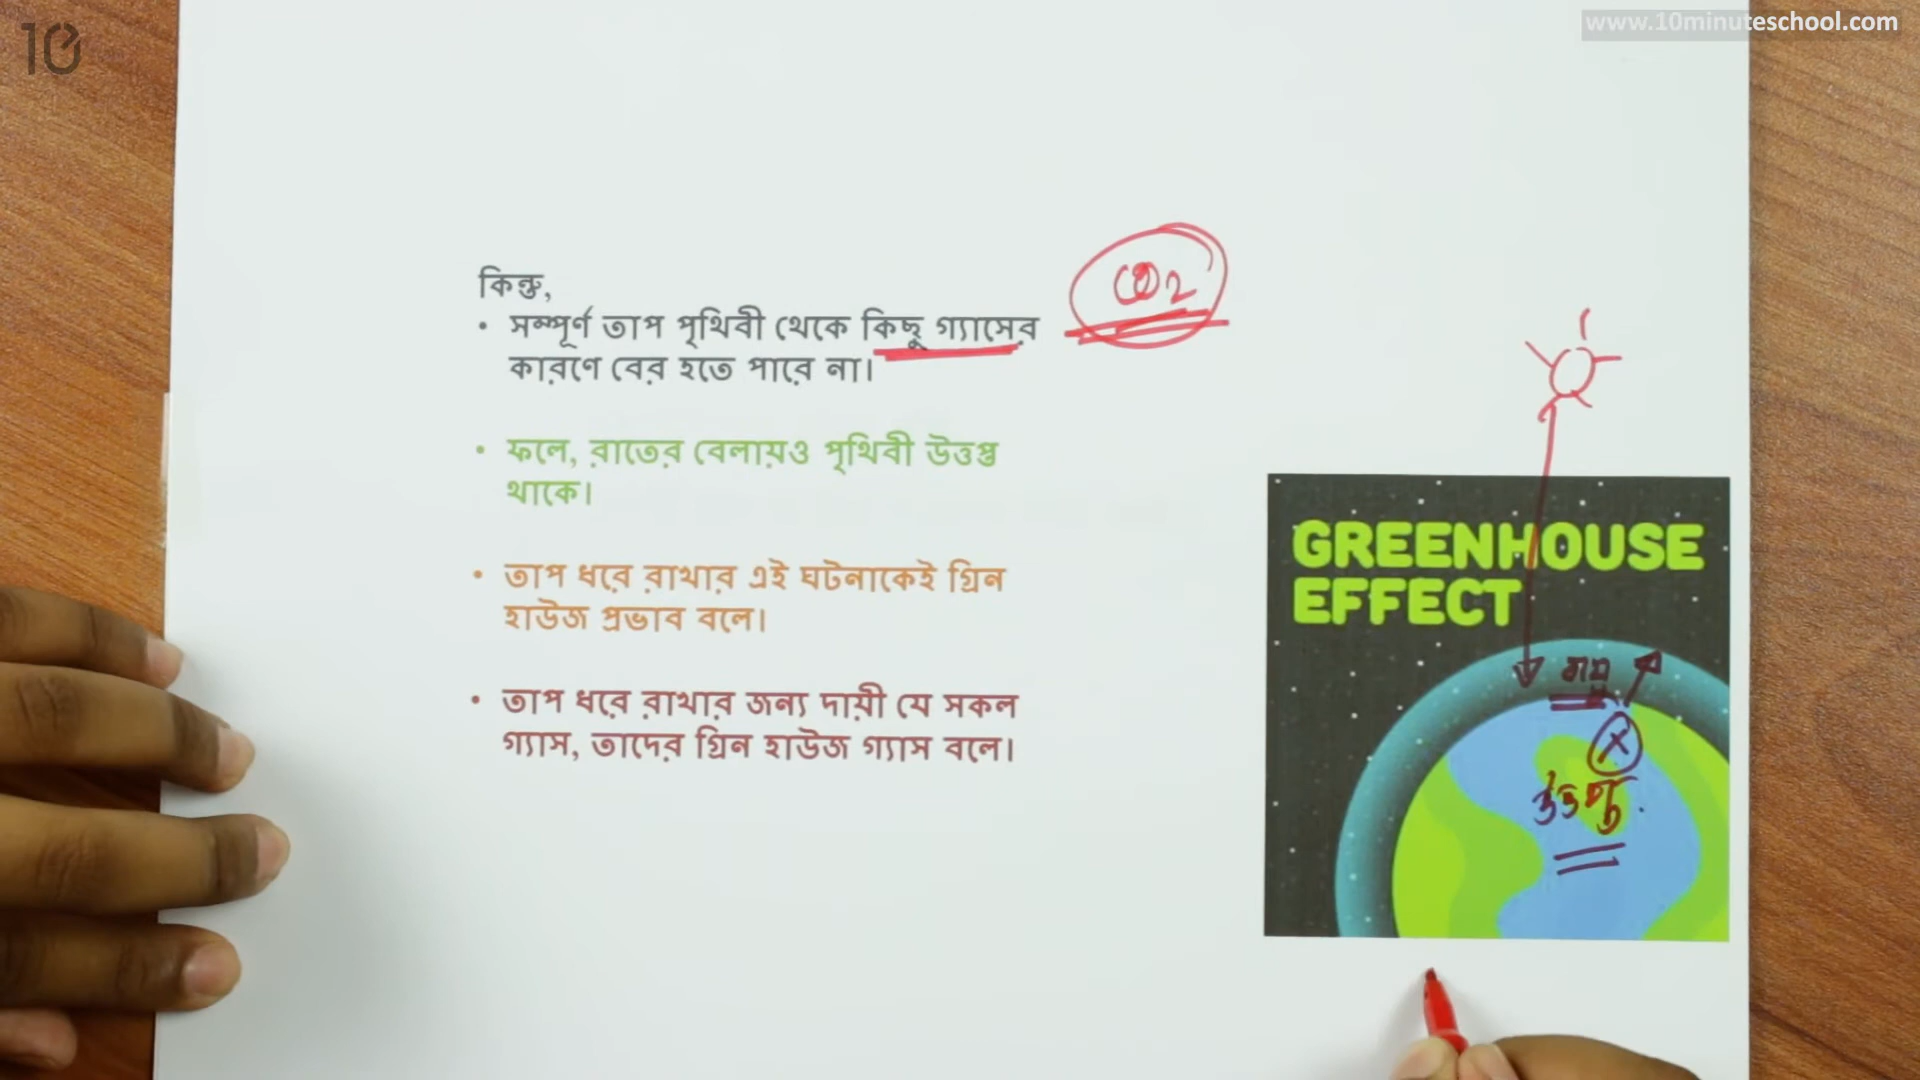 10
www.10minuteschool.com
কিন্তু,
• সম্পূর্ণ তাপ পৃথিবী থেকে কিছু গ্যাসের
কারণে বের হতে পারে না।
CO2
• ফলে, রাতের বেলায়ও পৃথিবী উত্তপ্ত
থাকে।
• তাপ ধরে রাখার এই ঘটনাকেই গ্রিন
হাউজ প্রভাব বলে।
• তাপ ধরে রাখার জন্য দায়ী যে সকল
গ্যাস, তাদের গ্রিন হাউজ গ্যাস বলে।
GREENHOUSE
EFFECT
উত্তপ্ত